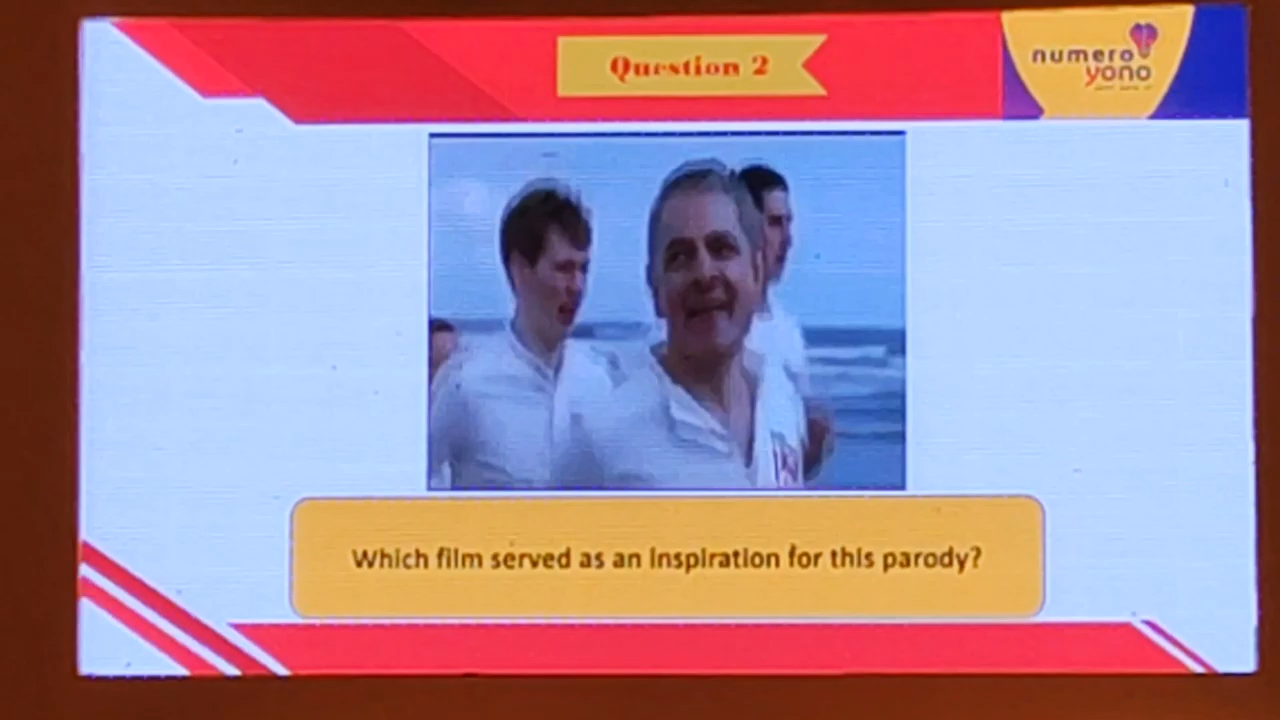 Question 2
numero
yono
Which film served as an inspiration for this parody?